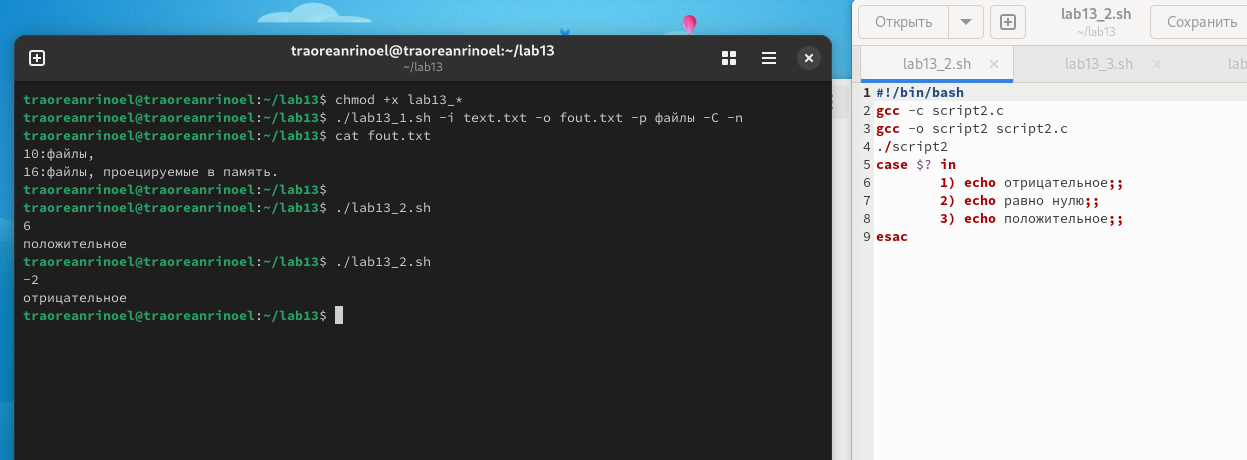 traoreanrinoel@traoreanrinoel:~/lab13
~/lab13
traoreanrinoel@traoreanrinoel:~/lab13$ chmod +x lab13_*
traoreanrinoel@traoreanrinoel:~/lab13$ ./lab13_1.sh -i text.txt -o fout.txt -p файлы -C -n
traoreanrinoel@traoreanrinoel:~/lab13$ cat fout.txt
10:файлы,
16:файлы, проецируемые в память.
traoreanrinoel@traoreanrinoel:~/lab13$
traoreanrinoel@traoreanrinoel:~/lab13$ ./lab13_2.sh
6
положительное
traoreanrinoel@traoreanrinoel:~/lab13$ ./lab13_2.sh
-2
отрицательное
traoreanrinoel@traoreanrinoel:~/lab13$
Открыть
lab13_2.sh
~/lab13
Сохранить
lab13_2.sh
lab13_3.sh
lab
1 #!/bin/bash
2 gcc -c script2.c
3 gcc -o script2 script2.c
4 ./script2
5 case $? in
6 1) echo отрицательное;;
7 2) echo равно нулю;;
8 3) echo положительное;;
9 esac